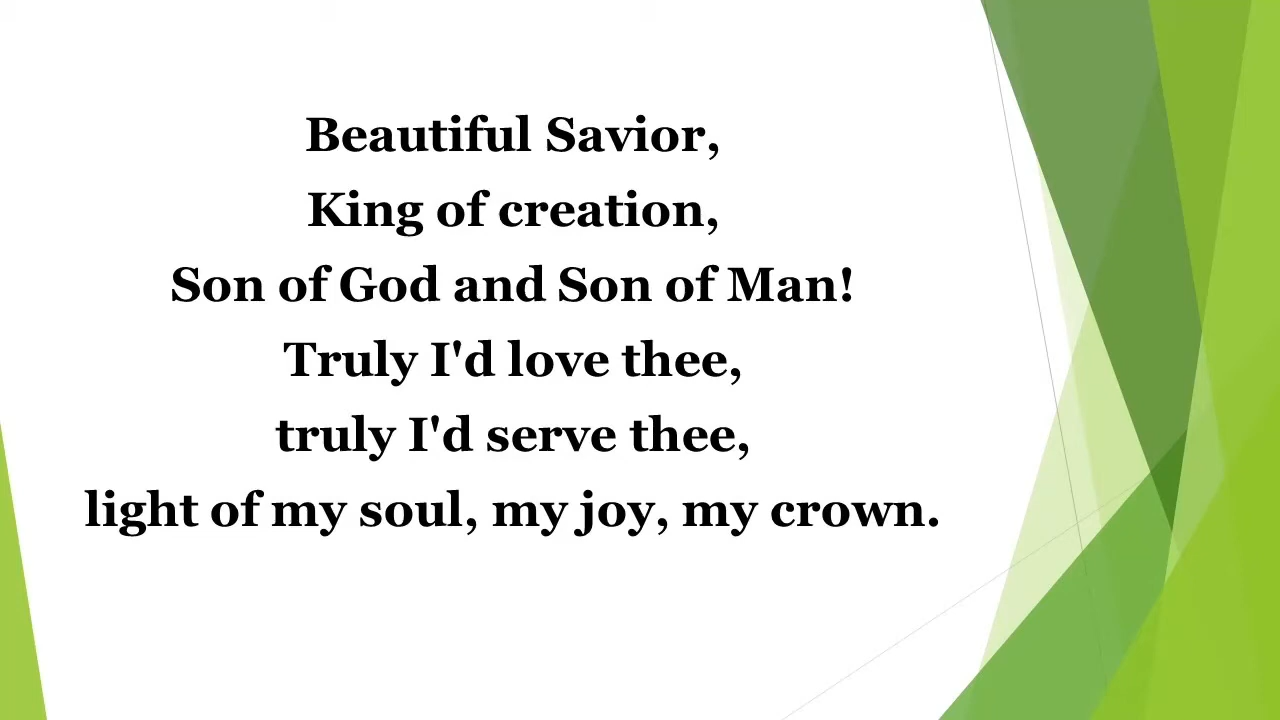 Beautiful Savior,
King of creation,
Son of God and Son of Man!
Truly I'd love thee,
truly I'd serve thee,
light of my soul, my joy, my crown.